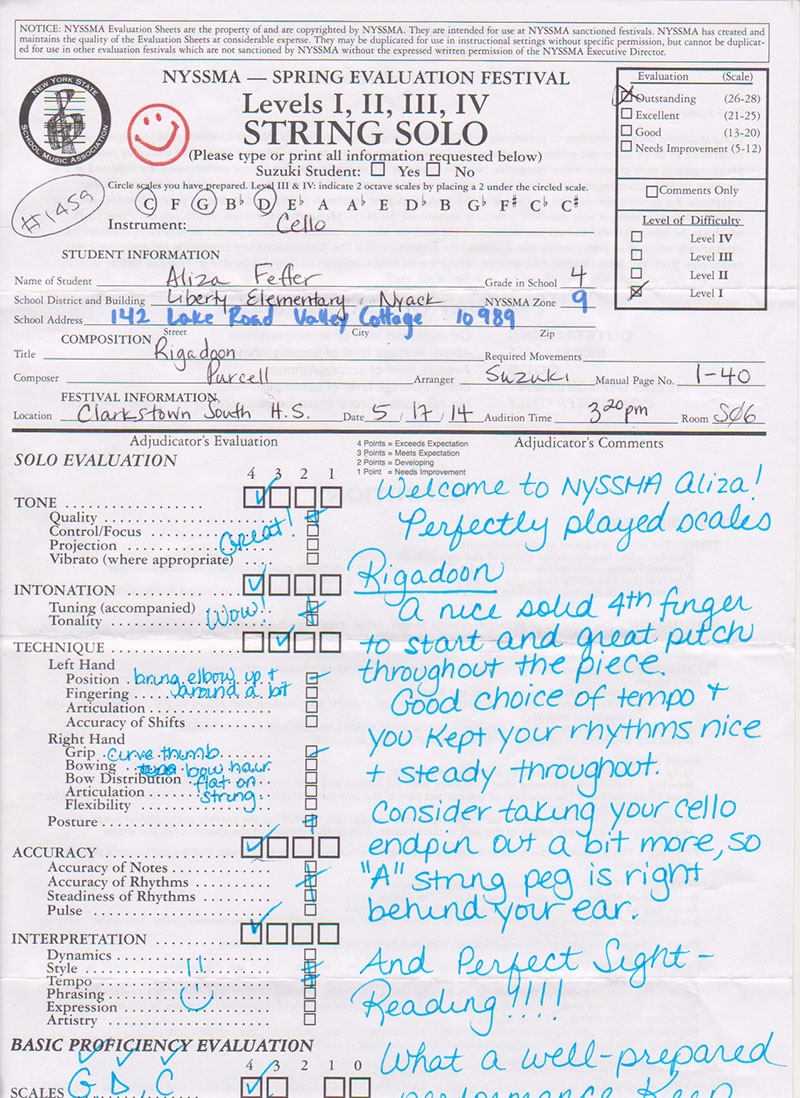 NOTICE: NYSSMA Evaluation Sheets are the property of and are copyrighted by NYSSMA. They are intended for use at NYSSMA sanctioned festivals. NYSSMA has created and
maintains the quality of the Evaluation Sheets at considerable expense. They may be duplicated for use in instructional settings without specific permission, but cannot be duplicat-
ed for use in other evaluation festivals which are not sanctioned by NYSSMA without the expressed written permission of the NYSSMA Executive Director.
NEW YORK STATE SCHOOL MUSIC ASSOCIATION
NYSSMA — SPRING EVALUATION FESTIVAL
Levels I, II, III, IV
STRING SOLO
(Please type or print all information requested below)
Suzuki Student: Yes No
Circle scales you have prepared. Level III & IV: indicate 2 octave scales by placing a 2 under the circled scale.
C F G B♭ D E♭ A A♭ E D♭ B G♭ F♯ C♭ C♯
#1459
Instrument: Cello
Evaluation (Scale)
Outstanding (26-28)
Excellent (21-25)
Good (13-20)
Needs Improvement (5-12)
Comments Only
Level of Difficulty
Level IV
Level III
Level II
Level I
STUDENT INFORMATION
Name of Student Aliza Feffer Grade in School 4
School District and Building Liberty Elementary, Nyack NYSSMA Zone 9
School Address 142 Lake Road Valley Cottage 10989
Street City Zip
COMPOSITION
Title Rigadoon Required Movements
Composer Purcell Arranger Suzuki Manual Page No. 1-40
FESTIVAL INFORMATION
Location Clarkstown South H.S. Date 5/17/14 Audition Time 3 20 pm Room S06
Adjudicator's Evaluation
4 Points = Exceeds Expectation
3 Points = Meets Expectation
2 Points = Developing
1 Point = Needs Improvement
Adjudicator's Comments
SOLO EVALUATION
4 3 2 1
TONE
Quality
Control/Focus Great!
Projection
Vibrato (where appropriate)
INTONATION
Tuning (accompanied)
Tonality Wow!
TECHNIQUE
Left Hand
Position bring elbow up +
Fingering around a bit
Articulation
Accuracy of Shifts
Right Hand
Grip curve thumb
Bowing bow hair
Bow Distribution flat on
Articulation string
Flexibility
Posture
ACCURACY
Accuracy of Notes
Accuracy of Rhythms
Steadiness of Rhythms
Pulse
INTERPRETATION
Dynamics
Style !!
Tempo
Phrasing
Expression
Artistry
BASIC PROFICIENCY EVALUATION
4 3 2 1 0
SCALES G D, C
Welcome to NYSSMA Aliza!
Perfectly played scales
Rigadoon
A nice solid 4th finger
to start and great pitch
throughout the piece.
Good choice of tempo +
you kept your rhythms nice
+ steady throughout.
Consider taking your cello
endpin out a bit more, so
"A" string peg is right
behind your ear.
And Perfect Sight-
Reading!!!!
What a well-prepared
performance Keep